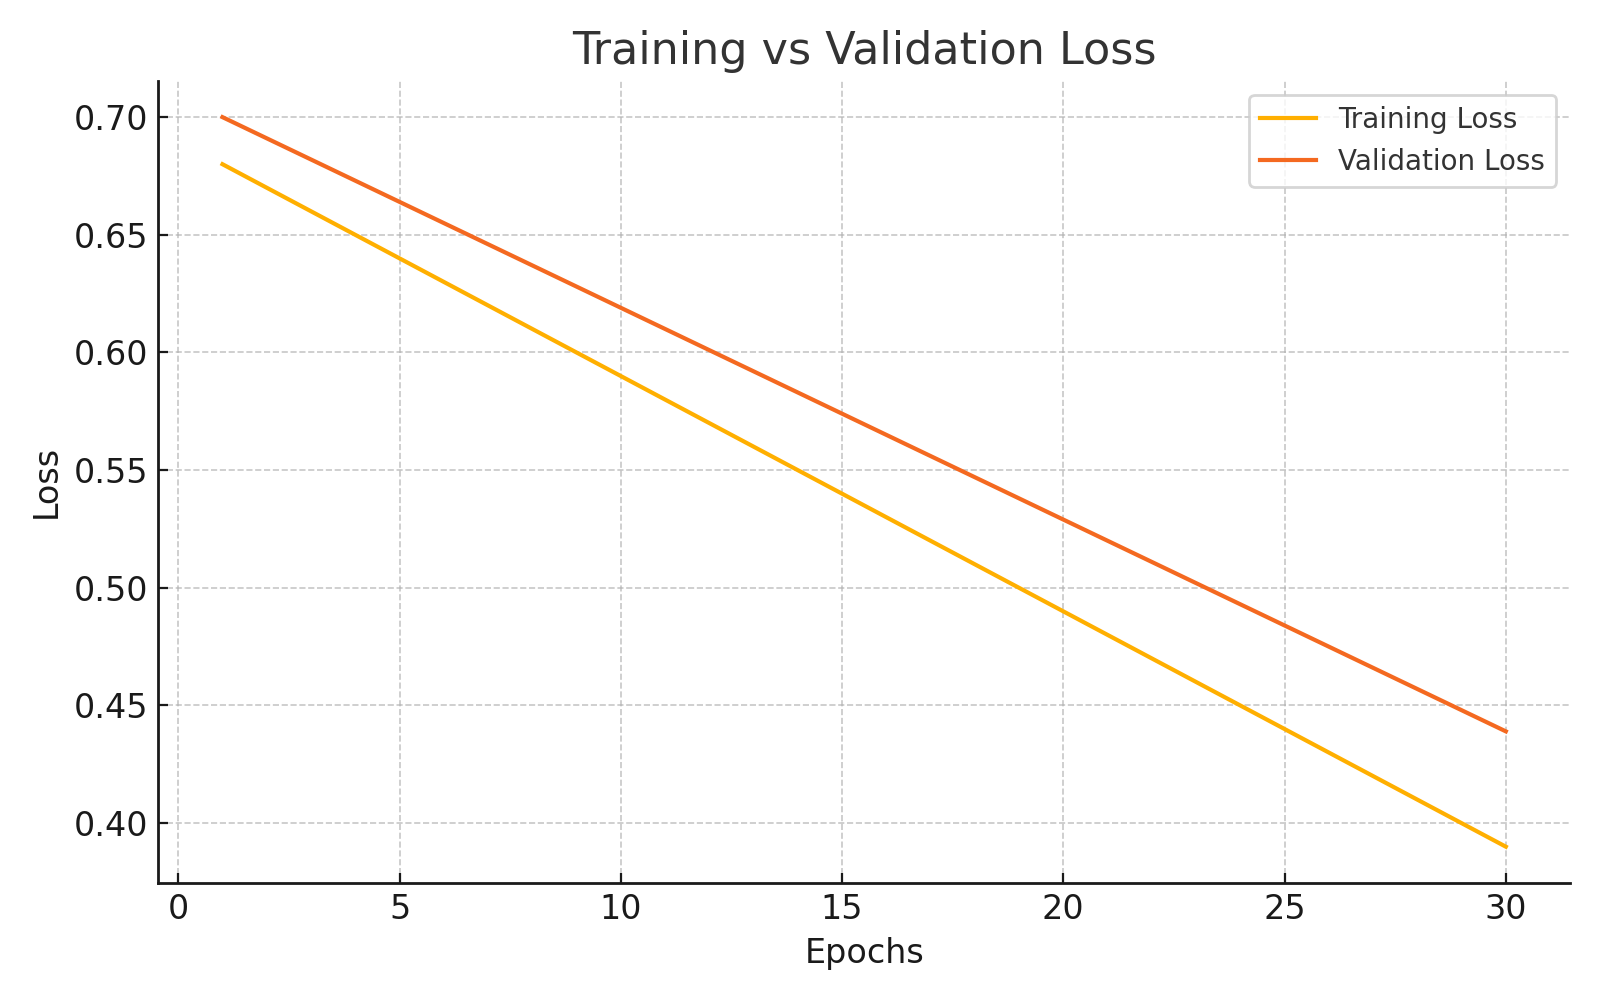 Training vs Validation Loss
Training Loss
Validation Loss
Loss
0.70
0.65
0.60
0.55
0.50
0.45
0.40
0 5 10 15 20 25 30
Epochs